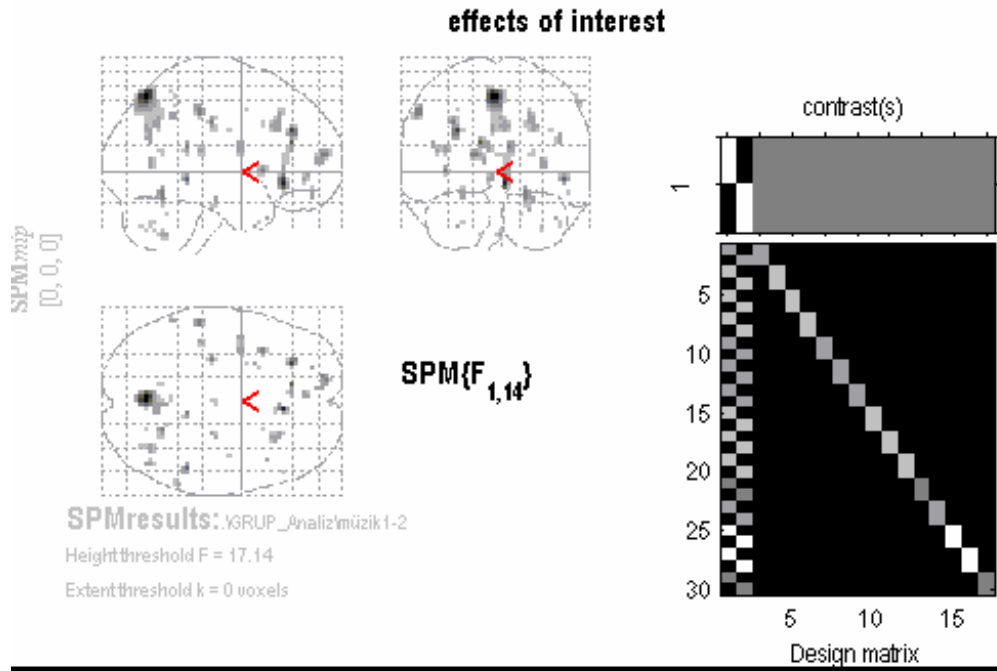 effects of interest
SPMmip
[0, 0, 0]
<
<
<
SPM{F1,14}
SPMresults: .\GRUP_Analiz\müzik1-2
Height threshold F = 17.14
Extent threshold k = 0 voxels
contrast(s)
1
5
10
15
20
25
30
5 10 15
Design matrix